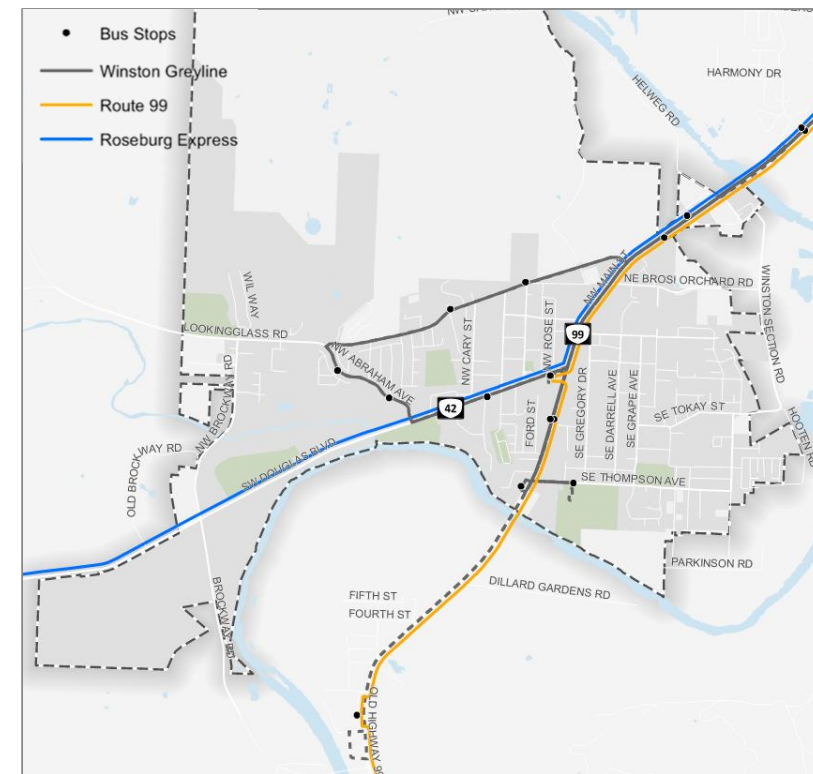 Bus Stops
Winston Greyline
Route 99
Roseburg Express
HARMONY DR
HELWEG RD
WIL WAY
LOOKINGGLASS RD
NW MAIN ST
NE BROSI ORCHARD RD
WINSTON SECTION RD
NW ABRAHAM AVE
NW CARY ST
NW ROSE ST
99
42
NW BROCKWAY RD
OLD BROCK
WAY RD
FORD ST
SE GREGORY DR
SE DARRELL AVE
SE GRAPE AVE
SE TOKAY ST
HOOTEN RD
SW DOUGLAS BLVD
SE THOMPSON AVE
PARKINSON RD
DILLARD GARDENS RD
FIFTH ST
FOURTH ST
BROCKWAY RD
OLD HIGHWAY 99